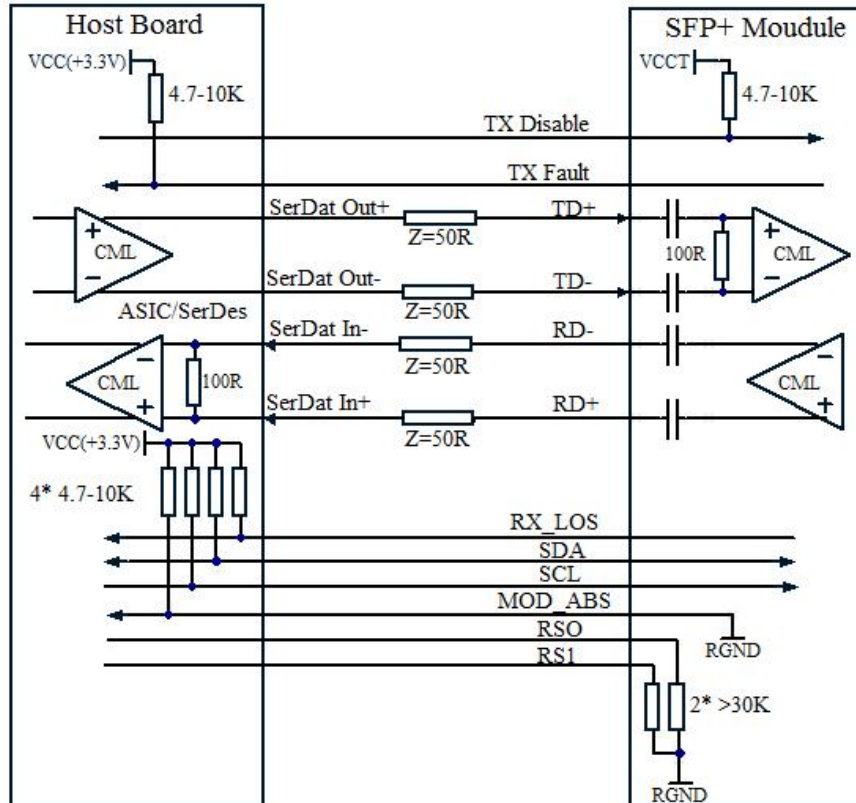 Host Board
SFP+ Moudule
VCC(+3.3V)
VCCT
4.7-10K
4.7-10K
TX Disable
TX Fault
SerDat Out+
TD+
Z=50R
CML
100R
CML
SerDat Out-
TD-
Z=50R
ASIC/SerDes
SerDat In-
RD-
Z=50R
CML
100R
CML
SerDat In+
RD+
Z=50R
VCC(+3.3V)
4* 4.7-10K
RX_LOS
SDA
SCL
MOD_ABS
RSO
RGND
RS1
2* >30K
RGND